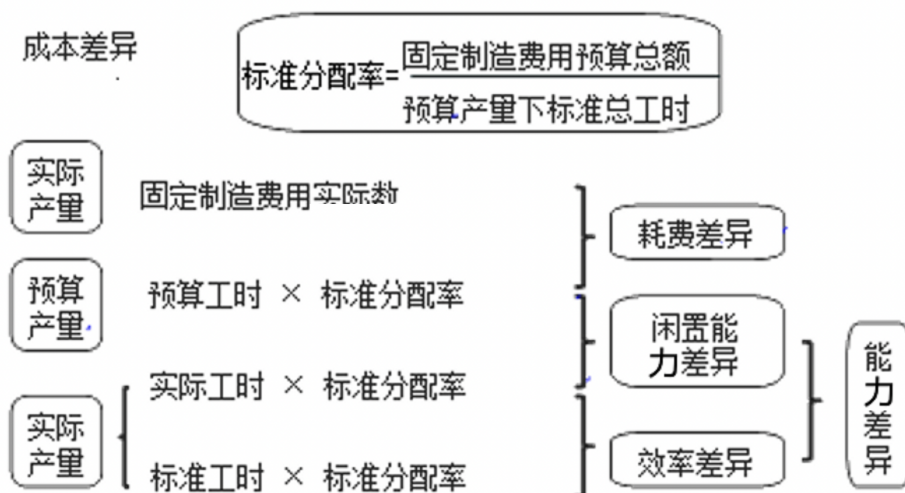 成本差异
标准分配率=固定制造费用预算总额
预算产量下标准总工时
实际
产量
固定制造费用实际数
耗费差异
预算
产量
预算工时 × 标准分配率
闲置能
力差异
实际工时 × 标准分配率
能
力
差
异
实际
产量
标准工时 × 标准分配率
效率差异